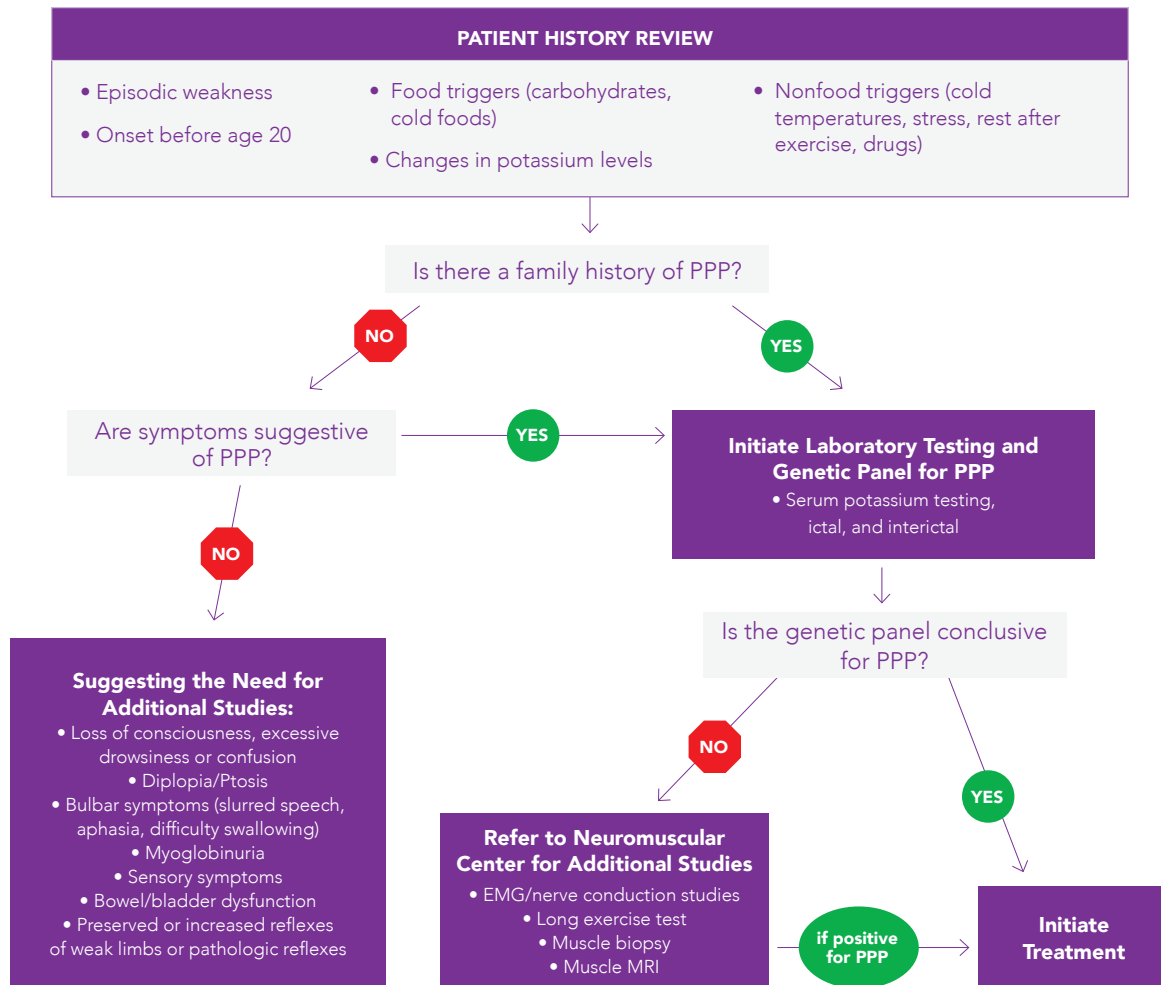 PATIENT HISTORY REVIEW
• Episodic weakness
• Onset before age 20
• Food triggers (carbohydrates,
cold foods)
• Changes in potassium levels
• Nonfood triggers (cold
temperatures, stress, rest after
exercise, drugs)
Is there a family history of PPP?
NO
YES
Are symptoms suggestive
of PPP?
YES
Initiate Laboratory Testing and
Genetic Panel for PPP
• Serum potassium testing,
ictal, and interictal
NO
Is the genetic panel conclusive
for PPP?
Suggesting the Need for
Additional Studies:
• Loss of consciousness, excessive
drowsiness or confusion
• Diplopia/Ptosis
• Bulbar symptoms (slurred speech,
aphasia, difficulty swallowing)
• Myoglobinuria
• Sensory symptoms
• Bowel/bladder dysfunction
• Preserved or increased reflexes
of weak limbs or pathologic reflexes
NO
YES
Refer to Neuromuscular
Center for Additional Studies
• EMG/nerve conduction studies
• Long exercise test
• Muscle biopsy
• Muscle MRI
if positive
for PPP
Initiate
Treatment